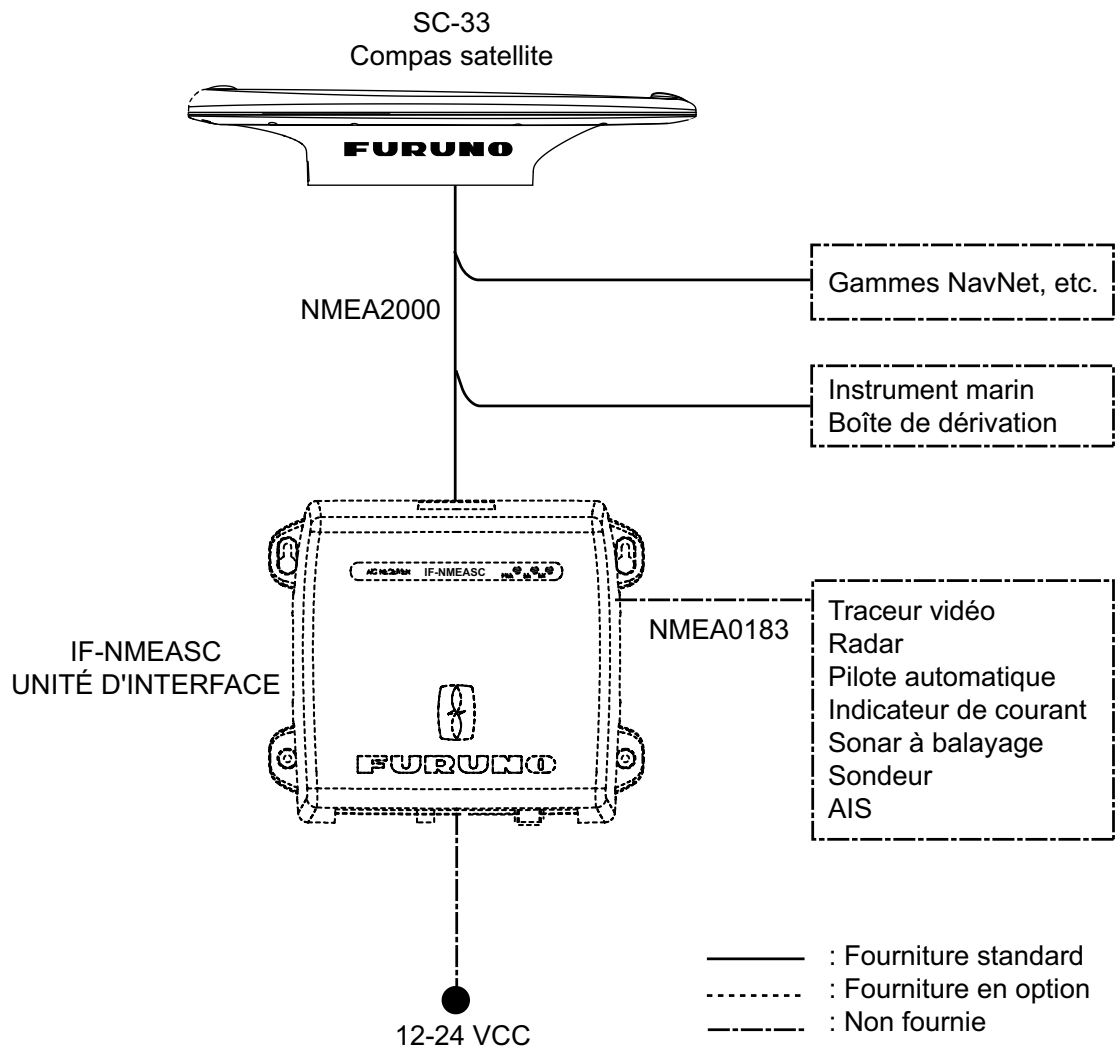 SC-33
Compas satellite
FURUNO
Gammes NavNet, etc.
NMEA2000
Instrument marin
Boîte de dérivation
IF-NMEASC
NMEA0183
Traceur vidéo
Radar
Pilote automatique
Indicateur de courant
Sonar à balayage
Sondeur
AIS
IF-NMEASC
UNITÉ D'INTERFACE
FURUNO
: Fourniture standard
: Fourniture en option
: Non fournie
12-24 VCC